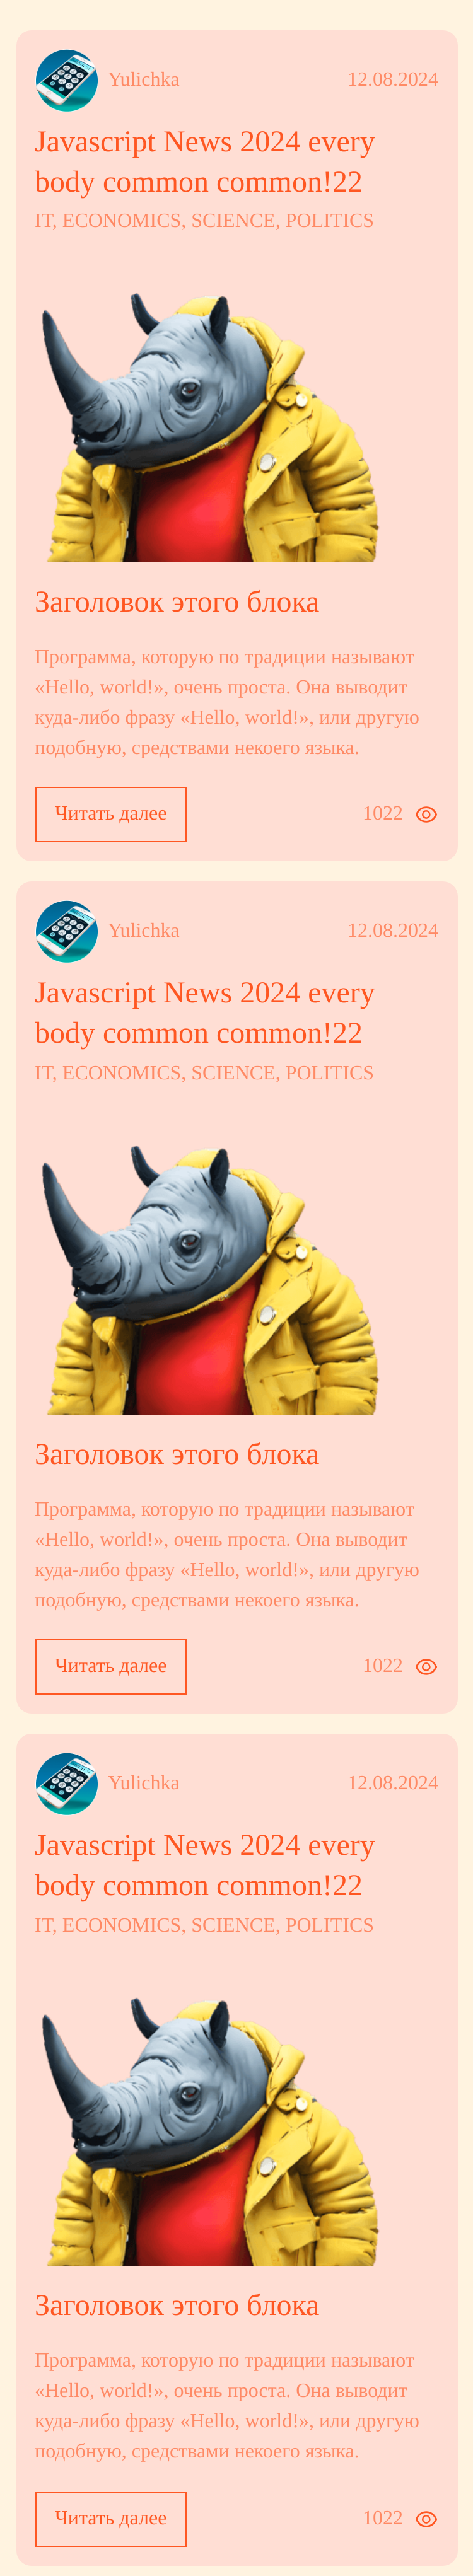 Yulichka 12.08.2024
Javascript News 2024 every
body common common!22
IT, ECONOMICS, SCIENCE, POLITICS
Заголовок этого блока
Программа, которую по традиции называют
«Hello, world!», очень проста. Она выводит
куда-либо фразу «Hello, world!», или другую
подобную, средствами некоего языка.
Читать далее 1022
Yulichka 12.08.2024
Javascript News 2024 every
body common common!22
IT, ECONOMICS, SCIENCE, POLITICS
Заголовок этого блока
Программа, которую по традиции называют
«Hello, world!», очень проста. Она выводит
куда-либо фразу «Hello, world!», или другую
подобную, средствами некоего языка.
Читать далее 1022
Yulichka 12.08.2024
Javascript News 2024 every
body common common!22
IT, ECONOMICS, SCIENCE, POLITICS
Заголовок этого блока
Программа, которую по традиции называют
«Hello, world!», очень проста. Она выводит
куда-либо фразу «Hello, world!», или другую
подобную, средствами некоего языка.
Читать далее 1022